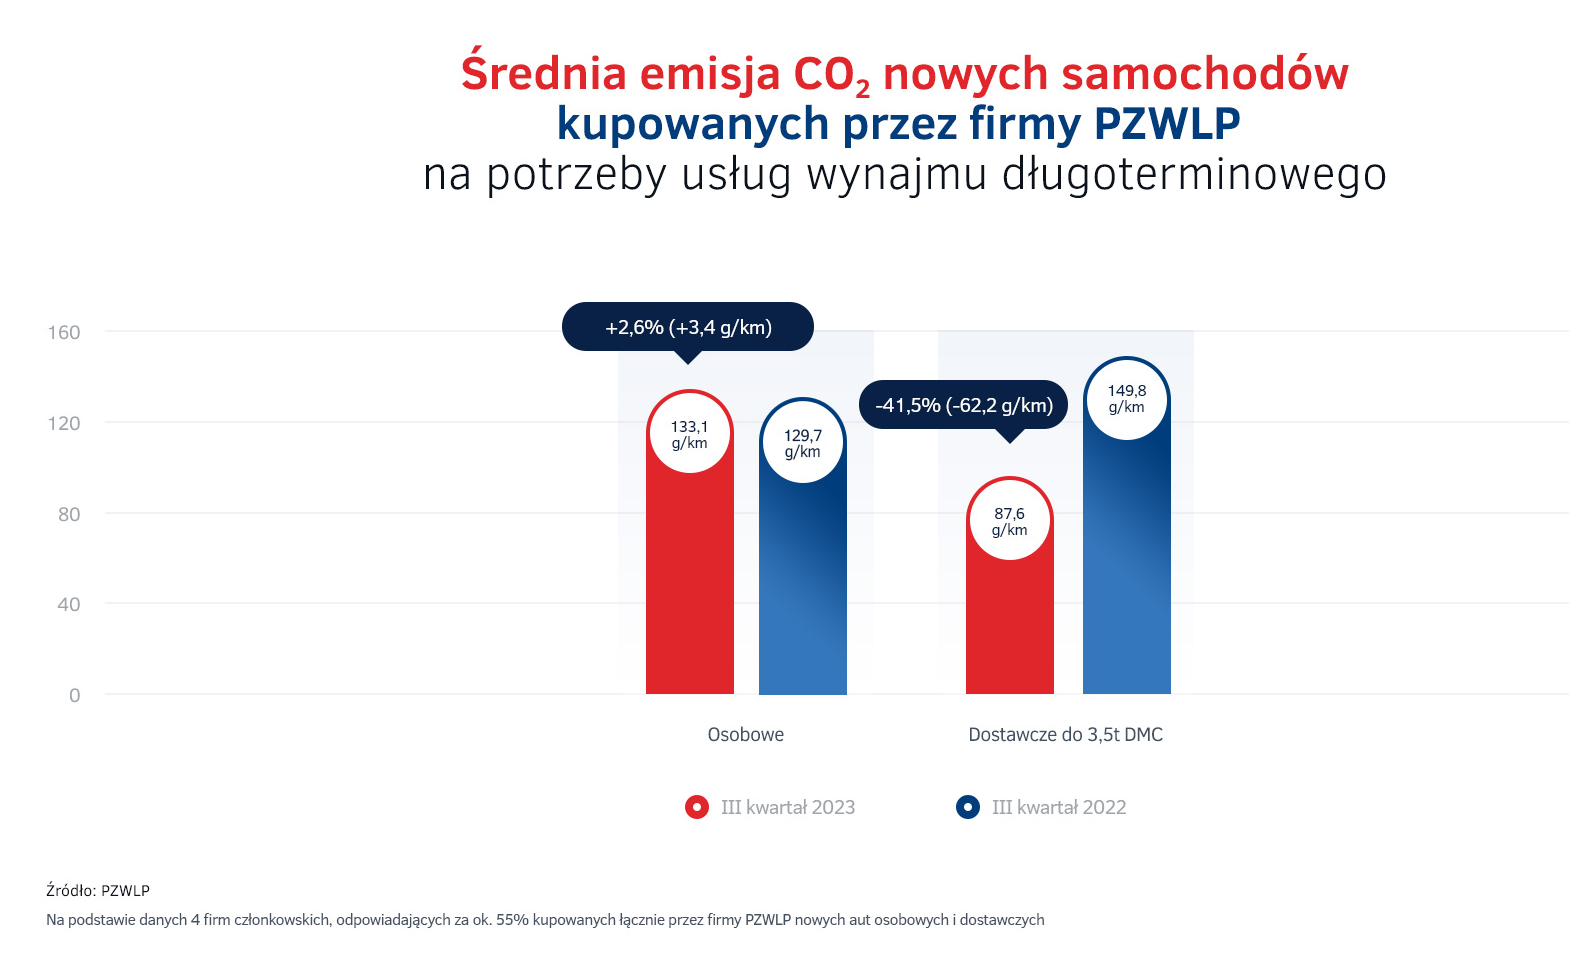 Średnia emisja CO₂ nowych samochodów
kupowanych przez firmy PZWLP
na potrzeby usług wynajmu długoterminowego
+2,6% (+3,4 g/km)
-41,5% (-62,2 g/km)
160
120
80
40
0
133,1
g/km
129,7
g/km
87,6
g/km
149,8
g/km
Osobowe
Dostawcze do 3,5t DMC
III kwartał 2023
III kwartał 2022
Źródło: PZWLP
Na podstawie danych 4 firm członkowskich, odpowiadających za ok. 55% kupowanych łącznie przez firmy PZWLP nowych aut osobowych i dostawczych